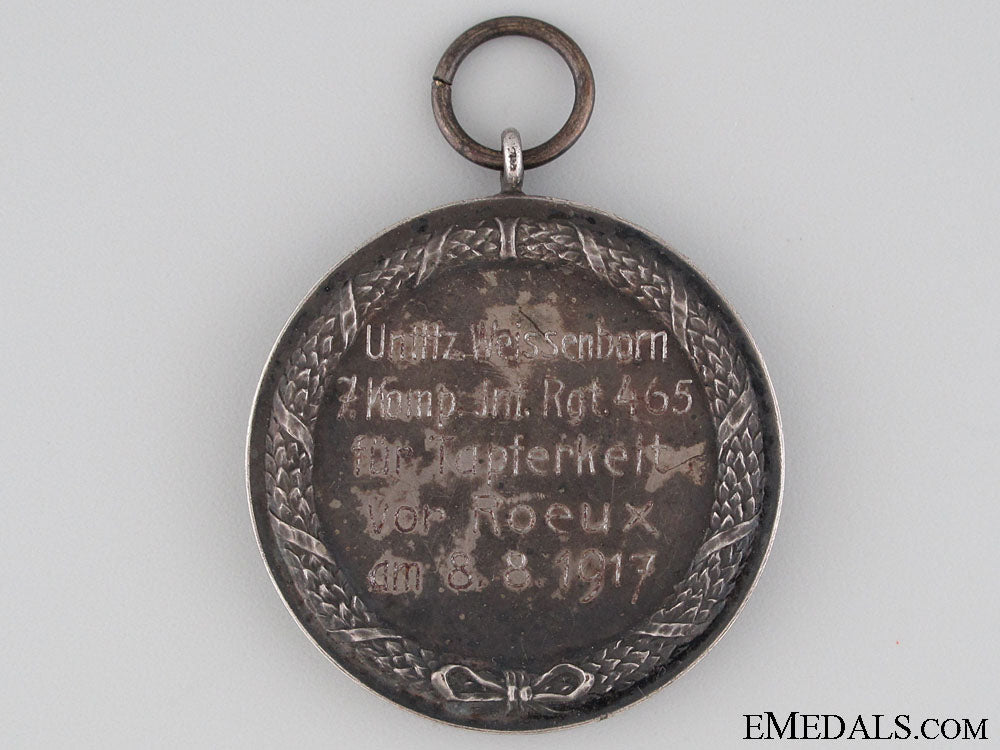 Untffz. Weissenborn
7. Komp. Inf. Rgt. 465
für Tapferkeit
vor Roeux
am 8. 8. 1917
EMEDALS.COM